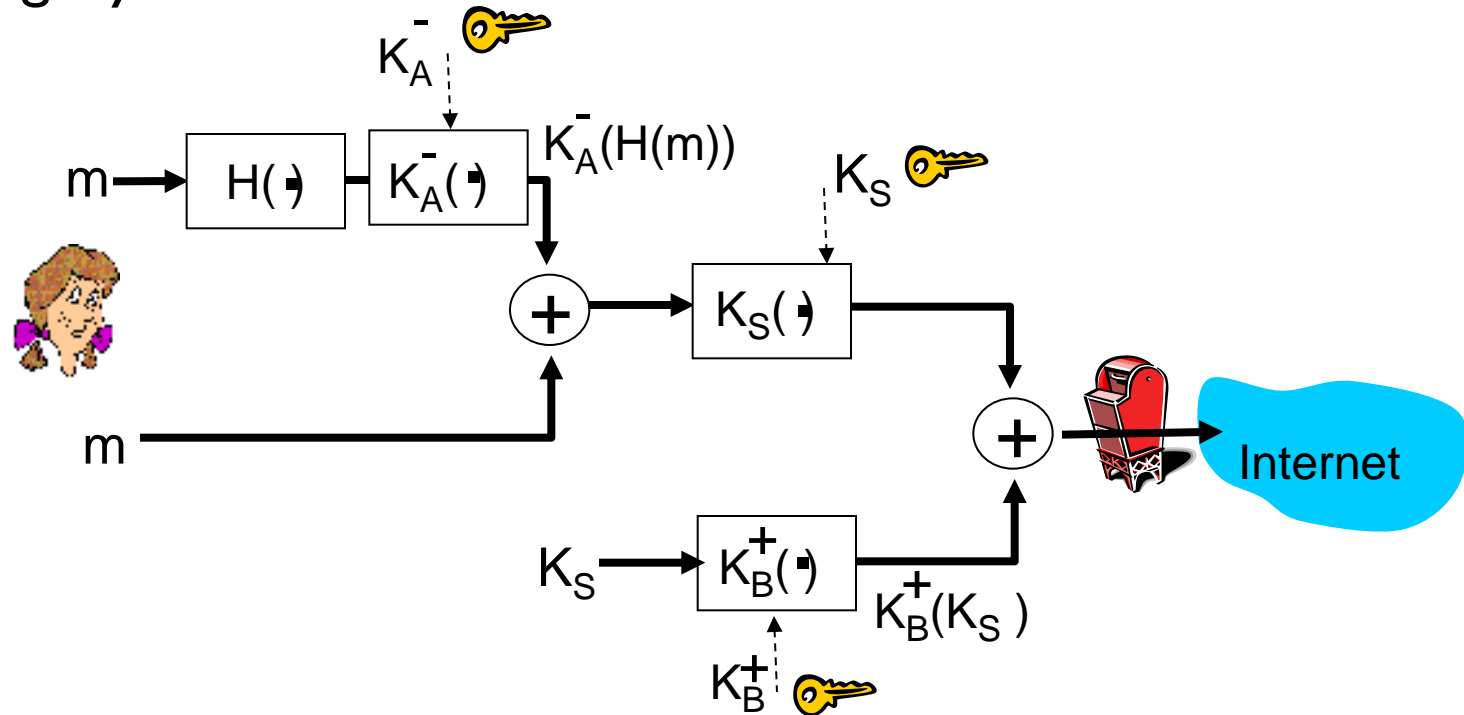 g y
K_A^-
m
H(·)
K_A^-(·)
K_A^-(H(m))
K_S
+
K_S(·)
m
+
Internet
K_S
K_B^+(·)
K_B^+(K_S )
K_B^+